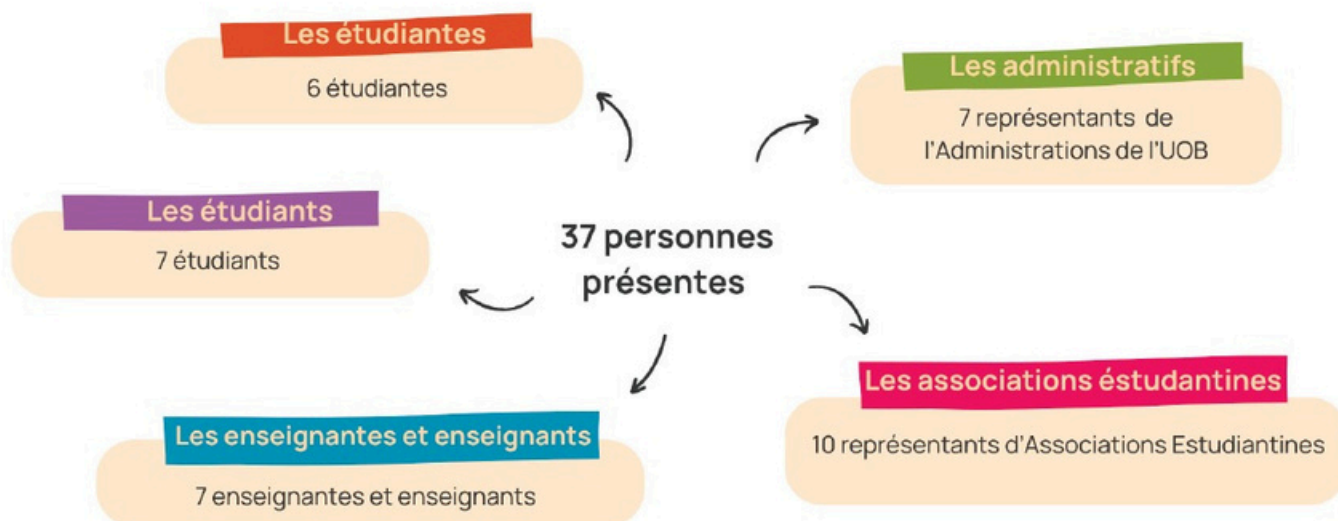 Les étudiantes
6 étudiantes
Les administratifs
7 représentants de
l'Administrations de l'UOB
Les étudiants
7 étudiants
37 personnes
présentes
Les associations éstudantines
10 représentants d'Associations Estudiantines
Les enseignantes et enseignants
7 enseignantes et enseignants